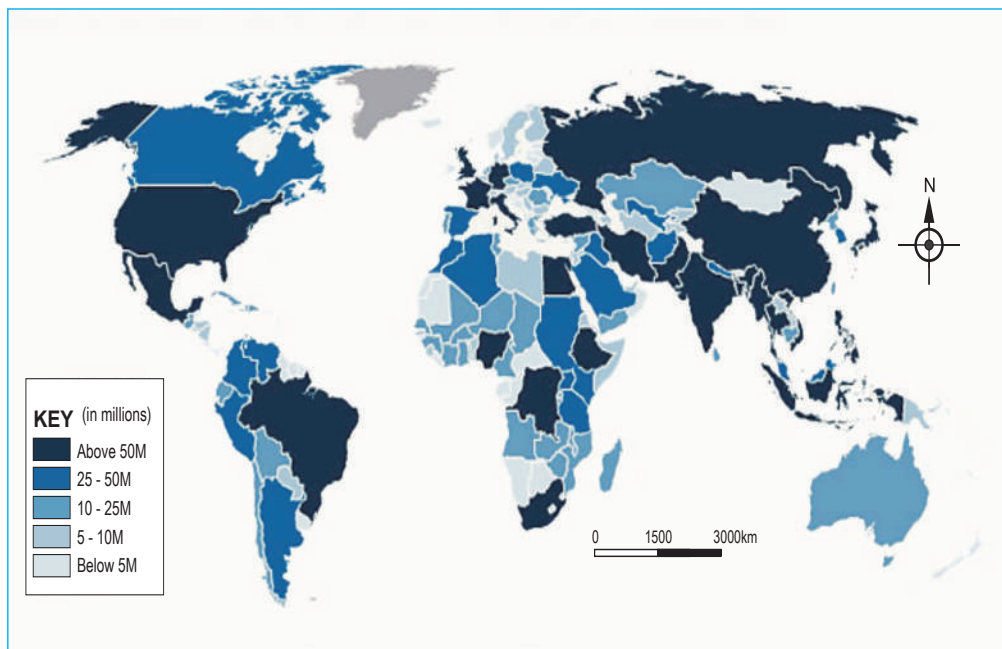 N
KEY (in millions)
Above 50M
25 - 50M
10 - 25M
5 - 10M
Below 5M
0 1500 3000km